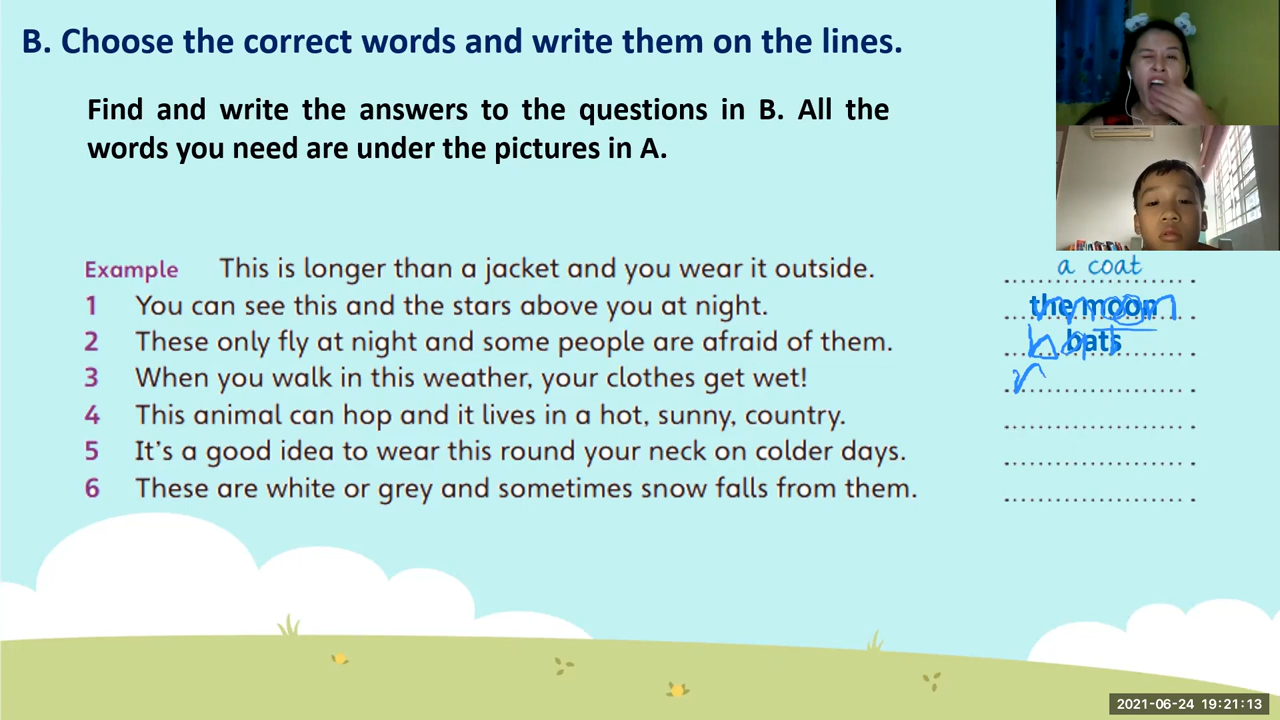 B. Choose the correct words and write them on the lines.
Find and write the answers to the questions in B. All the
words you need are under the pictures in A.
Example This is longer than a jacket and you wear it outside. a coat
1 You can see this and the stars above you at night. the moon
2 These only fly at night and some people are afraid of them. bats
3 When you walk in this weather, your clothes get wet!
4 This animal can hop and it lives in a hot, sunny, country.
5 It's a good idea to wear this round your neck on colder days.
6 These are white or grey and sometimes snow falls from them.
2021-06-24 19:21:13